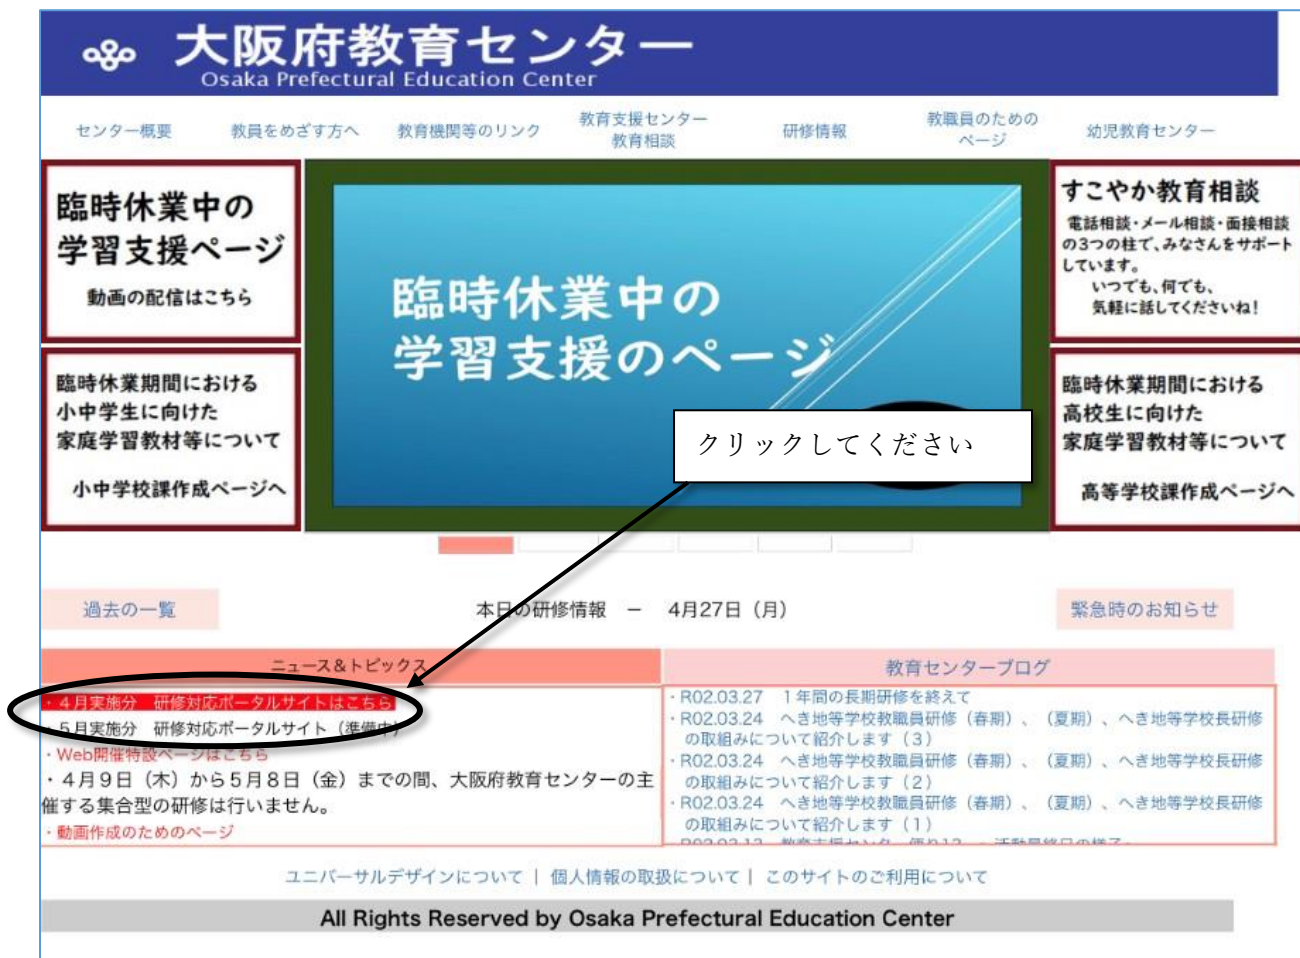 大阪府教育センター
Osaka Prefectural Education Center
センター概要
教員をめざす方へ
教育機関等のリンク
教育支援センター
教育相談
研修情報
教職員のための
ページ
幼児教育センター
臨時休業中の
学習支援ページ
動画の配信はこちら
臨時休業期間における
小中学生に向けた
家庭学習教材等について
小中学校課作成ページへ
臨時休業中の
学習支援のページ
クリックしてください
すこやか教育相談
電話相談・メール相談・面接相談
の3つの柱で、みなさんをサポート
しています。
いつでも、何でも、
気軽に話してくださいね!
臨時休業期間における
高校生に向けた
家庭学習教材等について
高等学校課作成ページへ
過去の一覧
本日の研修情報 － 4月27日（月）
緊急時のお知らせ
ニュース&トピックス
・４月実施分　研修対応ポータルサイトはこちら
・５月実施分　研修対応ポータルサイト（準備中）
・Web開催特設ページはこちら
・４月９日（木）から５月８日（金）までの間、大阪府教育センターの主
催する集合型の研修は行いません。
・動画作成のためのページ
教育センターブログ
・R02.03.27　１年間の長期研修を終えて
・R02.03.24　へき地等学校教職員研修（春期）、（夏期）、へき地等学校長研修
の取組みについて紹介します（３）
・R02.03.24　へき地等学校教職員研修（春期）、（夏期）、へき地等学校長研修
の取組みについて紹介します（２）
・R02.03.24　へき地等学校教職員研修（春期）、（夏期）、へき地等学校長研修
の取組みについて紹介します（１）
ユニバーサルデザインについて | 個人情報の取扱について | このサイトのご利用について
All Rights Reserved by Osaka Prefectural Education Center